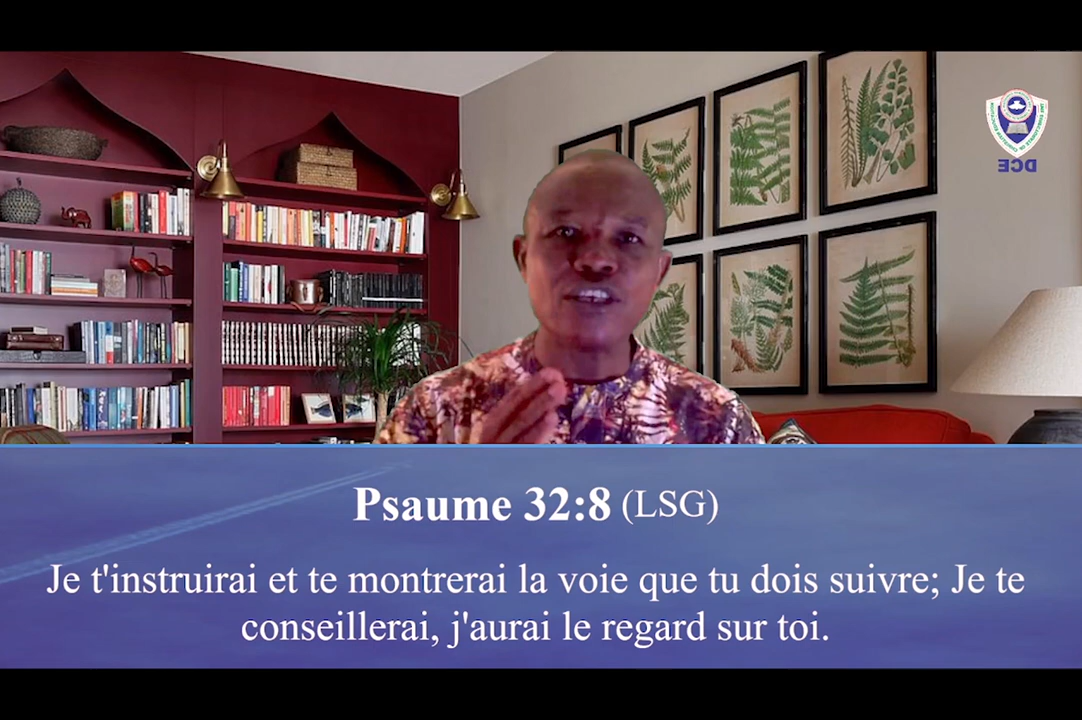 DCE
Psaume 32:8 (LSG)
Je t'instruirai et te montrerai la voie que tu dois suivre; Je te
conseillerai, j'aurai le regard sur toi.